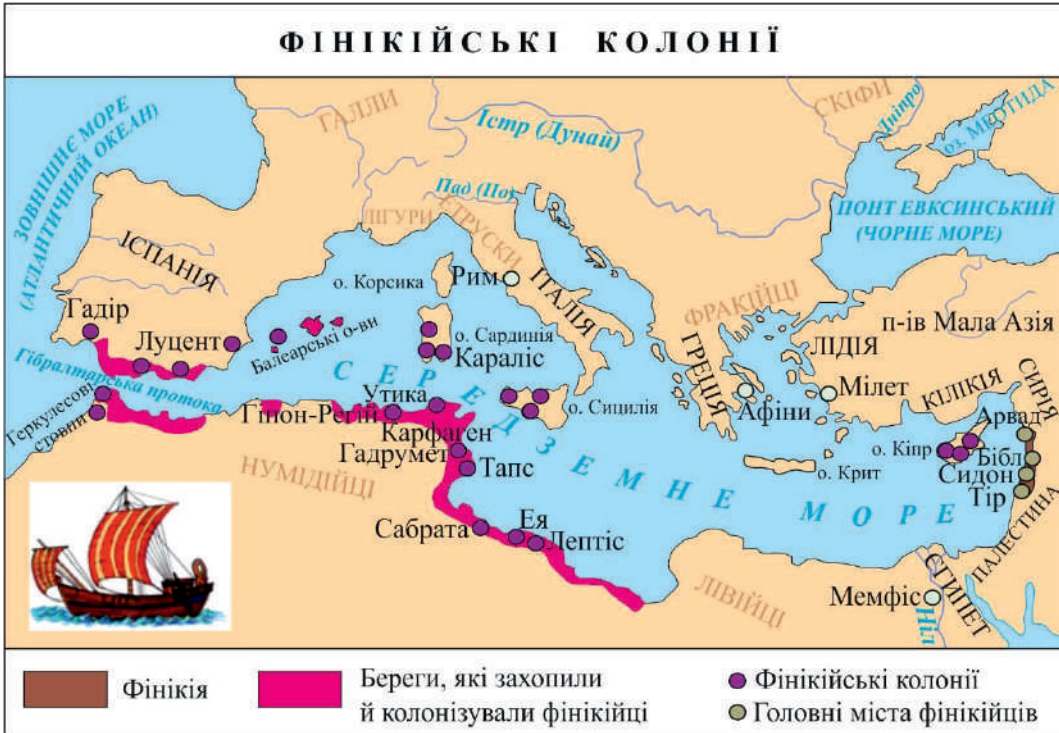 ФІНІКІЙСЬКІ КОЛОНІЇ
ЗОВНІШНЄ МОРЕ
(АТЛАНТИЧНИЙ ОКЕАН)
ГАЛЛИ
Істр (Дунай)
СКІФИ
Дніпро
оз. МЕОТИДА
Пад (По)
ЛІГУРИ
ЕТРУСКИ
ПОНТ ЕВКСИНСЬКИЙ
(ЧОРНЕ МОРЕ)
ІСПАНІЯ
о. Корсика
Рим
ІТАЛІЯ
ФРАКІЙЦІ
Гадір
Луцент
Балеарські о-ви
о. Сардинія
Караліс
ГРЕЦІЯ
п-ів Мала Азія
ЛІДІЯ
Мілет
Афіни
КІЛІКІЯ
СИРІЯ
Гібралтарська протока
Геркулесові
стовпи
СЕРЕДЗЕМНЕ МОРЕ
Утика
Гіпон-Регій
Карфаген
Гадрумет
Тапс
о. Сицилія
о. Крит
о. Кіпр
Арвад
Бібл
Сидон
Тір
ПАЛЕСТИНА
НУМІДІЙЦІ
Сабрата
Ея
Лептіс
ЛІВІЙЦІ
Мемфіс
Ніл
ЄГИПЕТ
Фінікія
Береги, які захопили
й колонізували фінікійці
Фінікійські колонії
Головні міста фінікійців